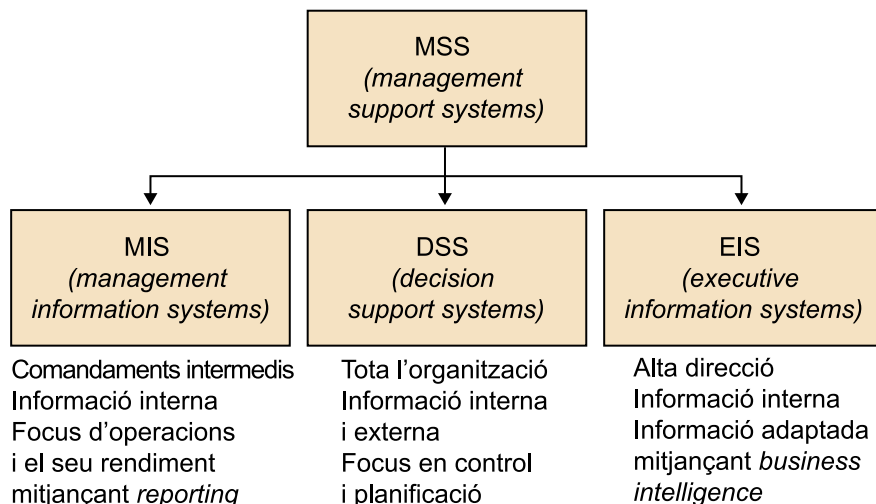 MSS
(management
support systems)
MIS
(management
information systems)
DSS
(decision
support systems)
EIS
(executive
information systems)
Comandaments intermedis
Informació interna
Focus d'operacions
i el seu rendiment
mitjançant reporting
Tota l'organització
Informació interna
i externa
Focus en control
i planificació
Alta direcció
Informació interna
Informació adaptada
mitjançant business
intelligence